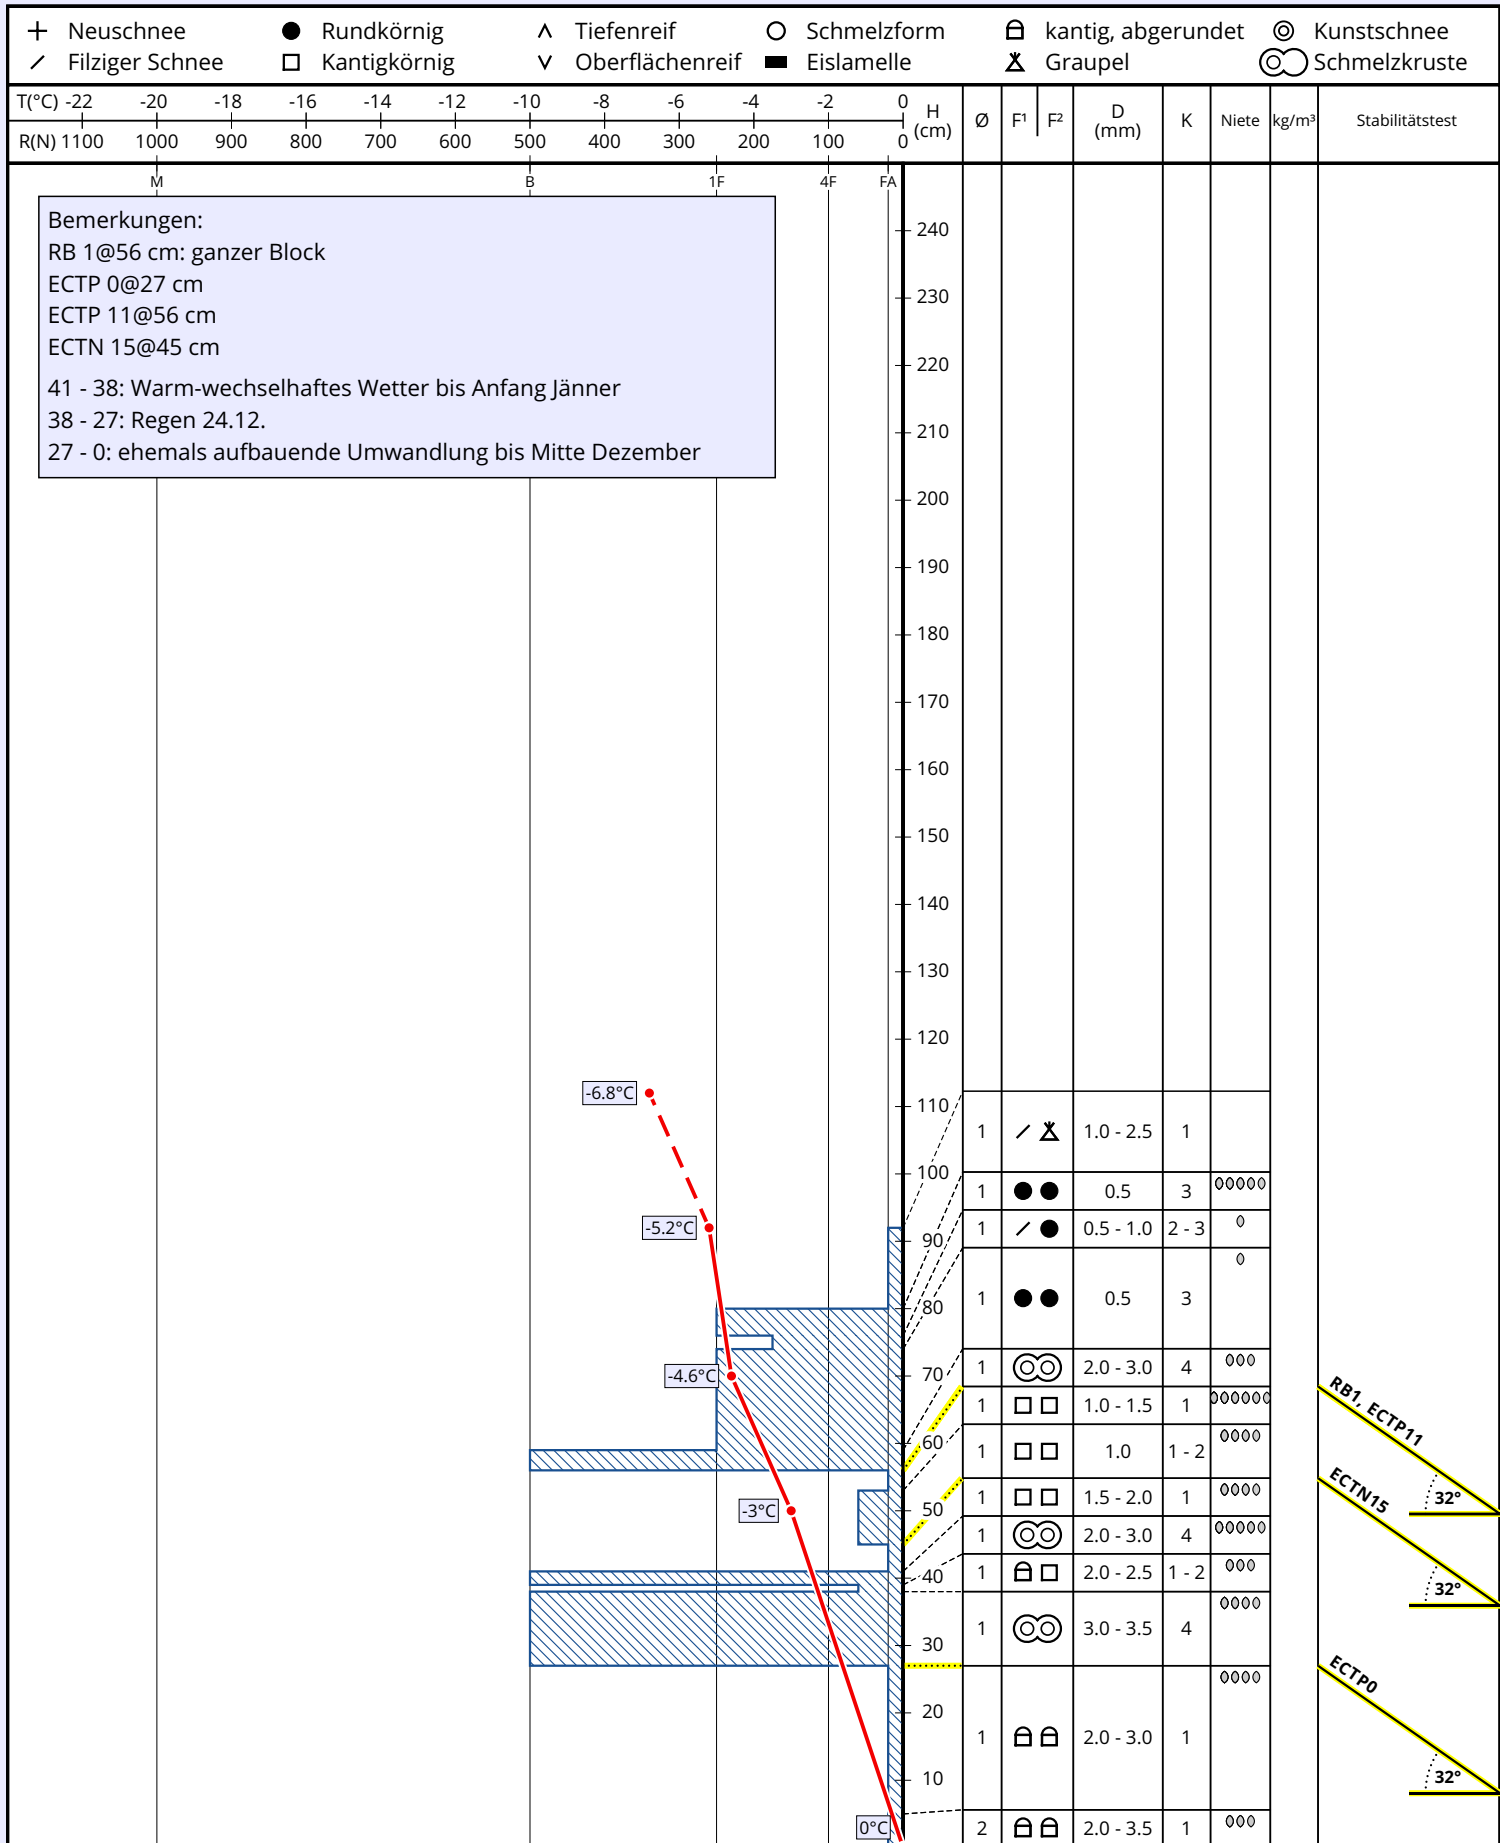 Neuschnee Rundkörnig Tiefenreif Schmelzform kantig, abgerundet Kunstschnee
Filziger Schnee Kantigkörnig Oberflächenreif Eislamelle Graupel Schmelzkruste
T(°C) -22 -20 -18 -16 -14 -12 -10 -8 -6 -4 -2 0
R(N) 1100 1000 900 800 700 600 500 400 300 200 100 0
H (cm) Ø F¹ F² D (mm) K Niete kg/m³ Stabilitätstest
M B 1F 4F FA
Bemerkungen:
RB 1@56 cm: ganzer Block
ECTP 0@27 cm
ECTP 11@56 cm
ECTN 15@45 cm
41 - 38: Warm-wechselhaftes Wetter bis Anfang Jänner
38 - 27: Regen 24.12.
27 - 0: ehemals aufbauende Umwandlung bis Mitte Dezember
240
230
220
210
200
190
180
170
160
150
140
130
120
110
100
90
80
70
60
50
40
30
20
10
-6.8°C
-5.2°C
-4.6°C
-3°C
0°C
1 1.0 - 2.5 1
1 0.5 3
1 0.5 - 1.0 2 - 3
1 0.5 3
1 2.0 - 3.0 4
1 1.0 - 1.5 1
1 1.0 1 - 2
1 1.5 - 2.0 1
1 2.0 - 3.0 4
1 2.0 - 2.5 1 - 2
1 3.0 - 3.5 4
1 2.0 - 3.0 1
2 2.0 - 3.5 1
RB1, ECTP11
32°
ECTN15
32°
ECTP0
32°